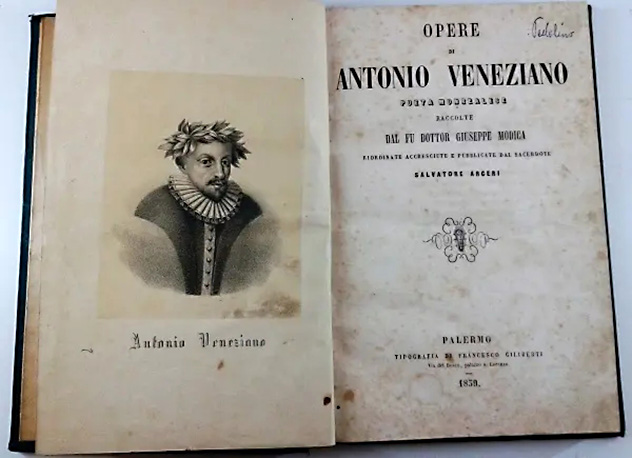 Antonio Veneziano
OPERE
DI
ANTONIO VENEZIANO
POETA MONREALESE
RACCOLTE
DAL FU DOTTOR GIUSEPPE MODICA
RIORDINATE ACCRESCIUTE E PUBBLICATE DAL SACERDOTE
SALVATORE ARCERI
PALERMO
TIPOGRAFIA DI FRANCESCO GILIBERTI
1859.